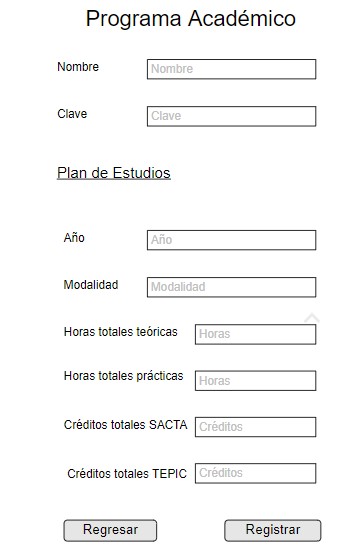 Programa Académico
Nombre Nombre
Clave Clave
Plan de Estudios
Año Año
Modalidad Modalidad
Horas totales teóricas Horas
Horas totales prácticas Horas
Créditos totales SACTA Créditos
Créditos totales TEPIC Créditos
Regresar Registrar